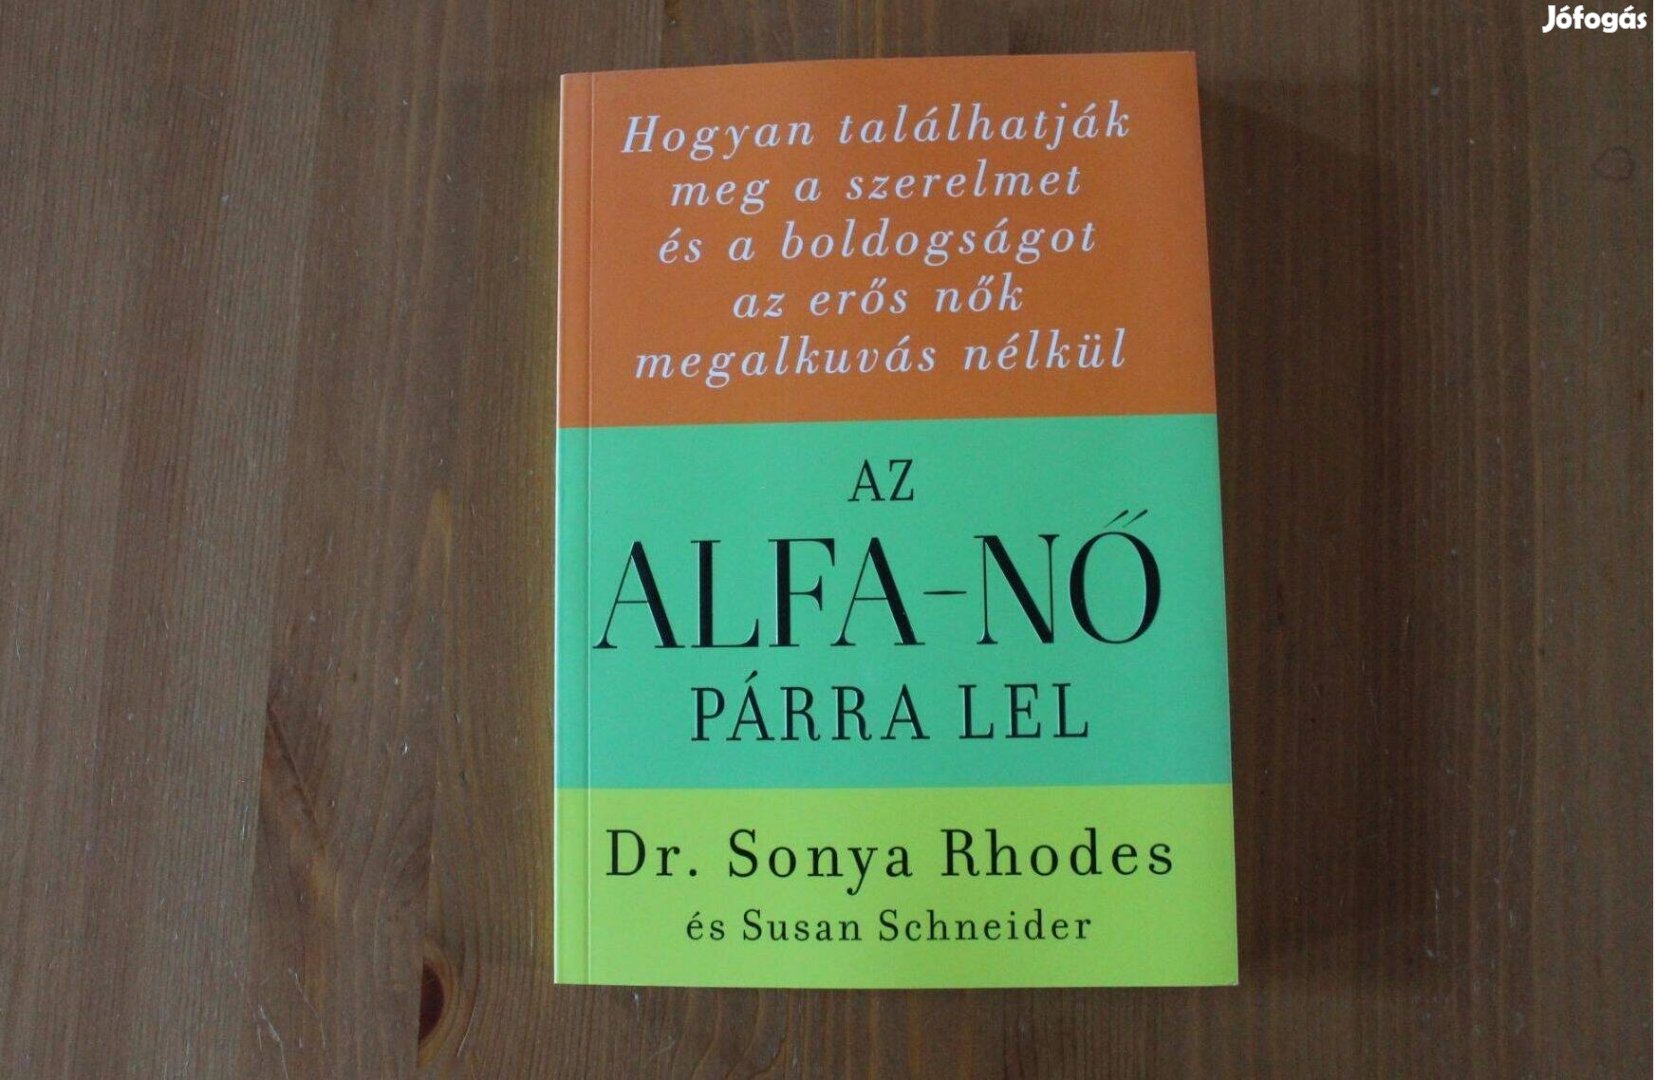 Jófogás
Hogyan találhatják
meg a szerelmet
és a boldogságot
az erős nők
megalkuvás nélkül
AZ
ALFA-NŐ
PÁRRA LEL
Dr. Sonya Rhodes
és Susan Schneider